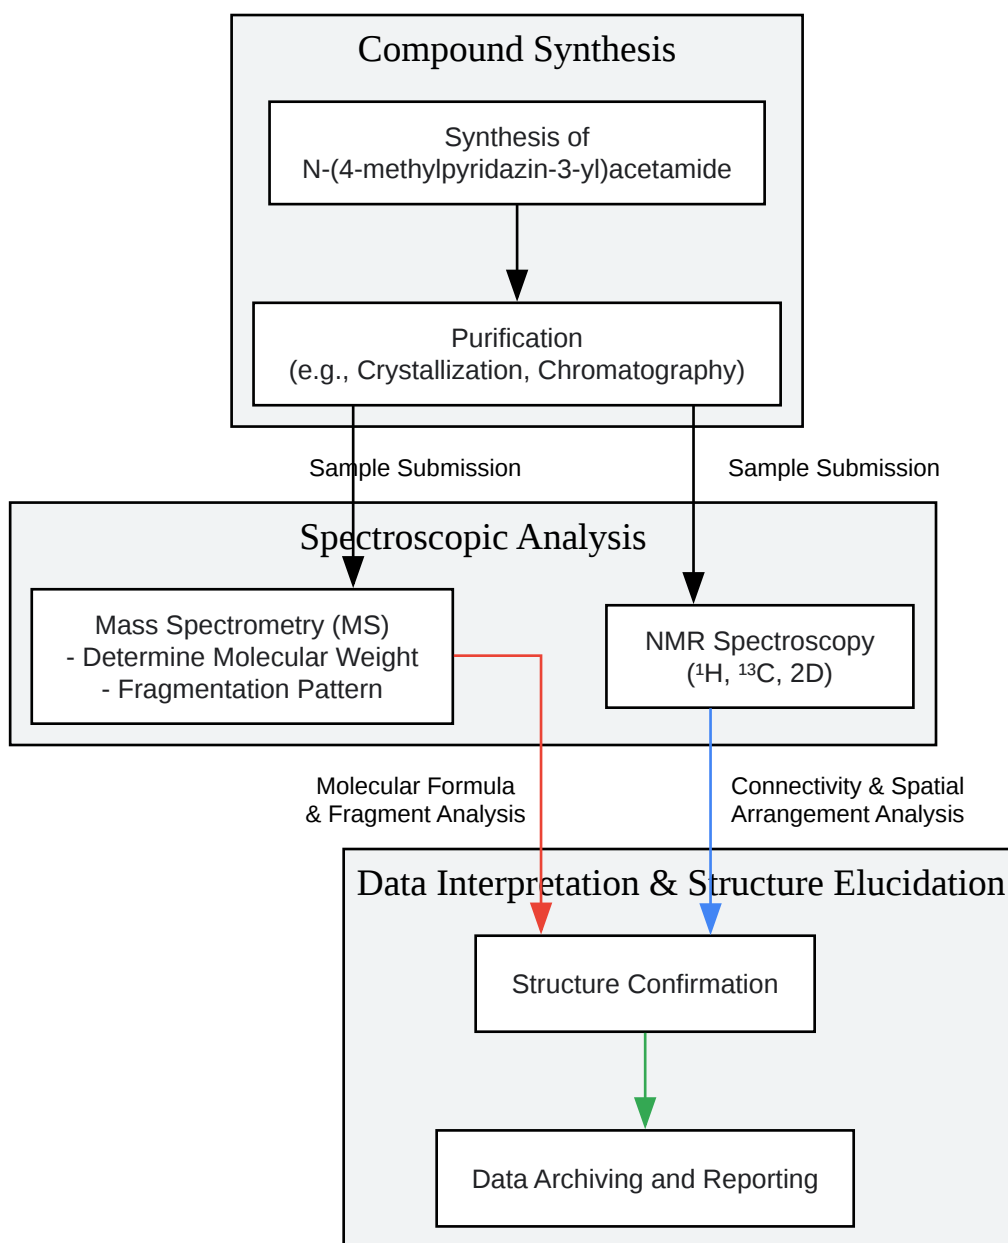 Compound Synthesis
Synthesis of
N-(4-methylpyridazin-3-yl)acetamide
Purification
(e.g., Crystallization, Chromatography)
Sample Submission
Sample Submission
Spectroscopic Analysis
Mass Spectrometry (MS)
- Determine Molecular Weight
- Fragmentation Pattern
NMR Spectroscopy
(¹H, ¹³C, 2D)
Molecular Formula
& Fragment Analysis
Connectivity & Spatial
Arrangement Analysis
Data Interpretation & Structure Elucidation
Structure Confirmation
Data Archiving and Reporting